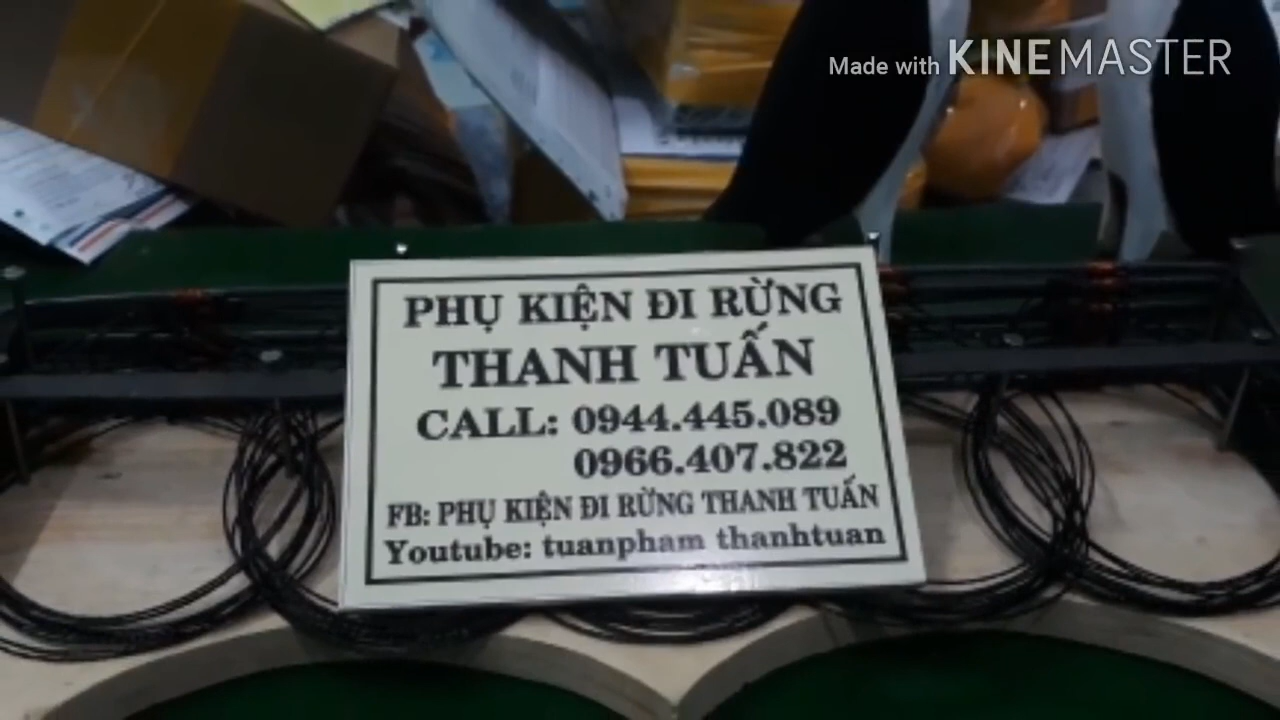 Made with KINEMASTER
PHỤ KIỆN ĐI RỪNG
THANH TUẤN
CALL: 0944.445.089
0966.407.822
FB: PHỤ KIỆN ĐI RỪNG THANH TUẤN
Youtube: tuanpham thanhtuan